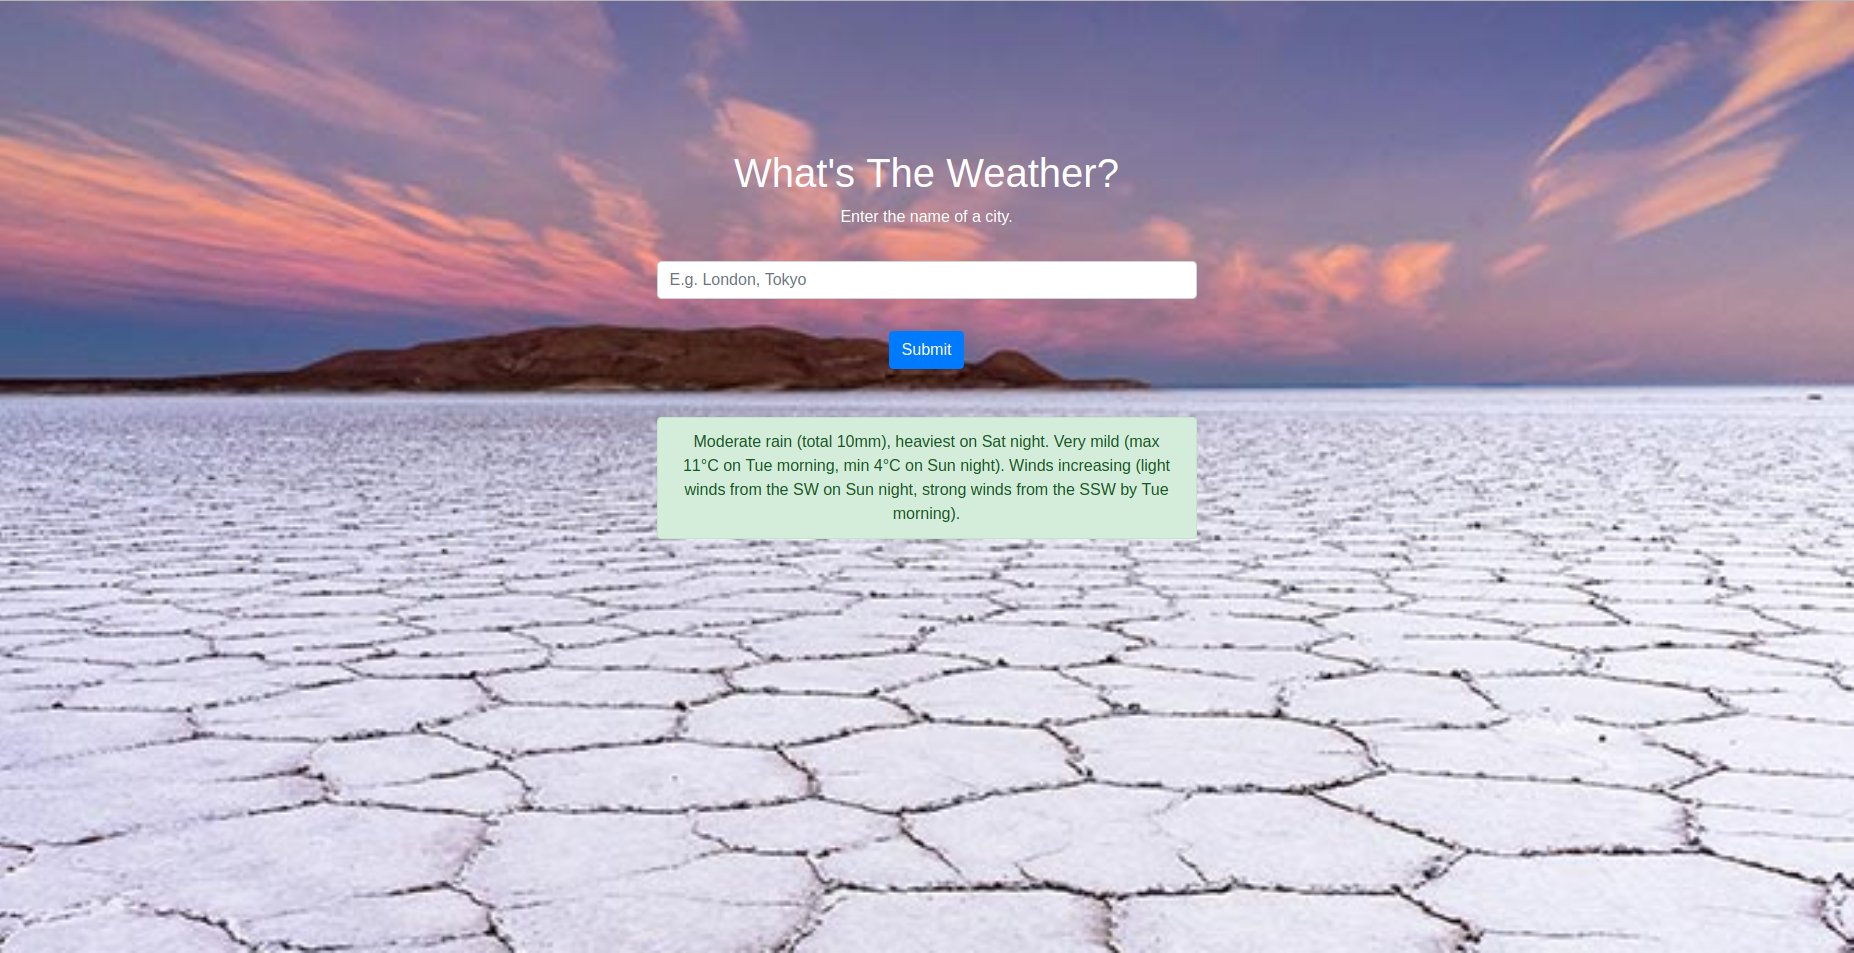 What's The Weather?
Enter the name of a city.
E.g. London, Tokyo
Submit
Moderate rain (total 10mm), heaviest on Sat night. Very mild (max
11°C on Tue morning, min 4°C on Sun night). Winds increasing (light
winds from the SW on Sun night, strong winds from the SSW by Tue
morning).